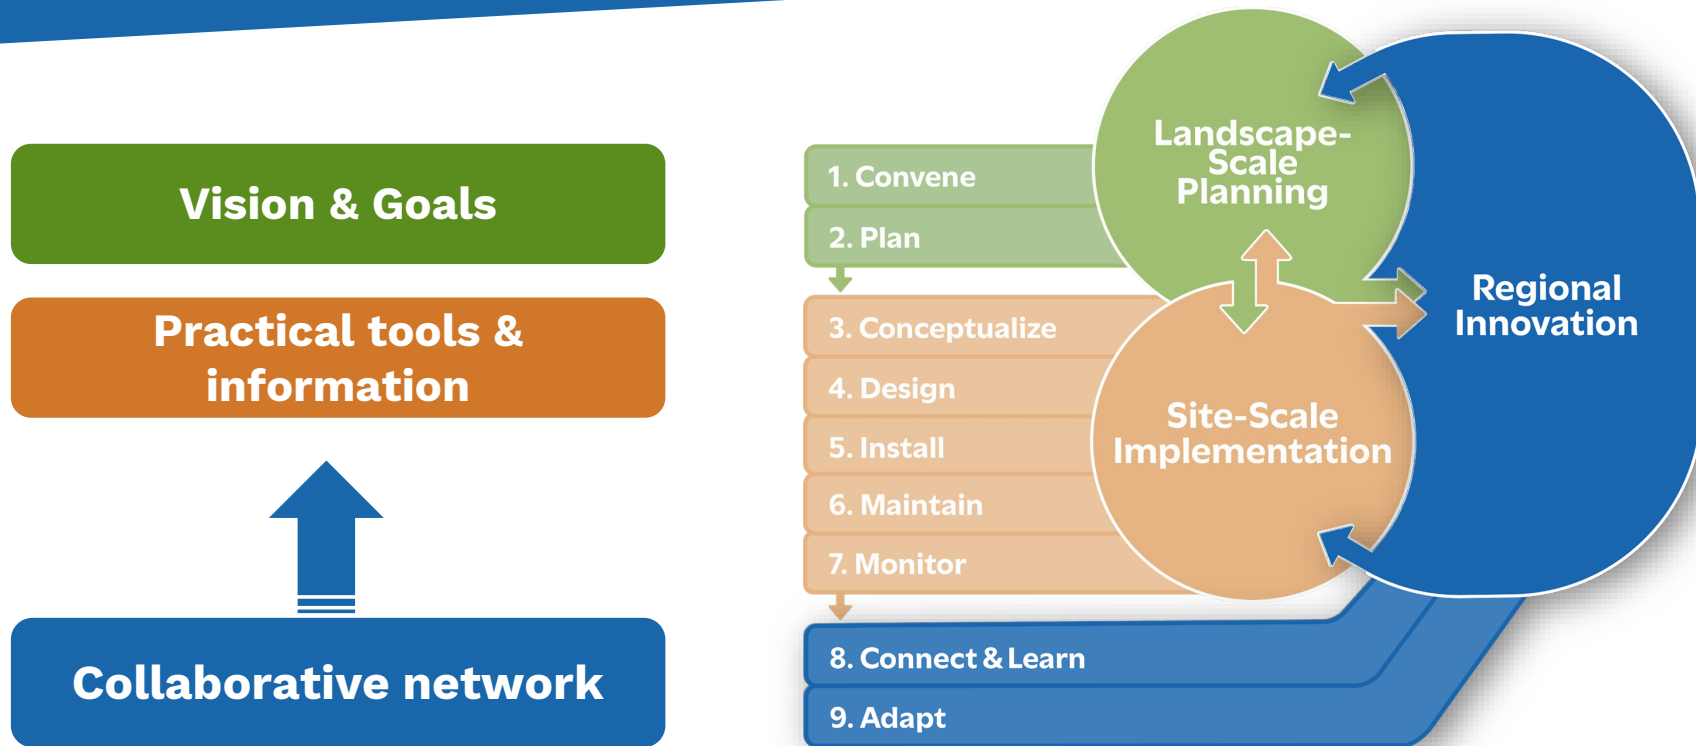 Vision & Goals
Practical tools &
information
Collaborative network
1. Convene
2. Plan
3. Conceptualize
4. Design
5. Install
6. Maintain
7. Monitor
8. Connect & Learn
9. Adapt
Landscape-
Scale
Planning
Site-Scale
Implementation
Regional
Innovation